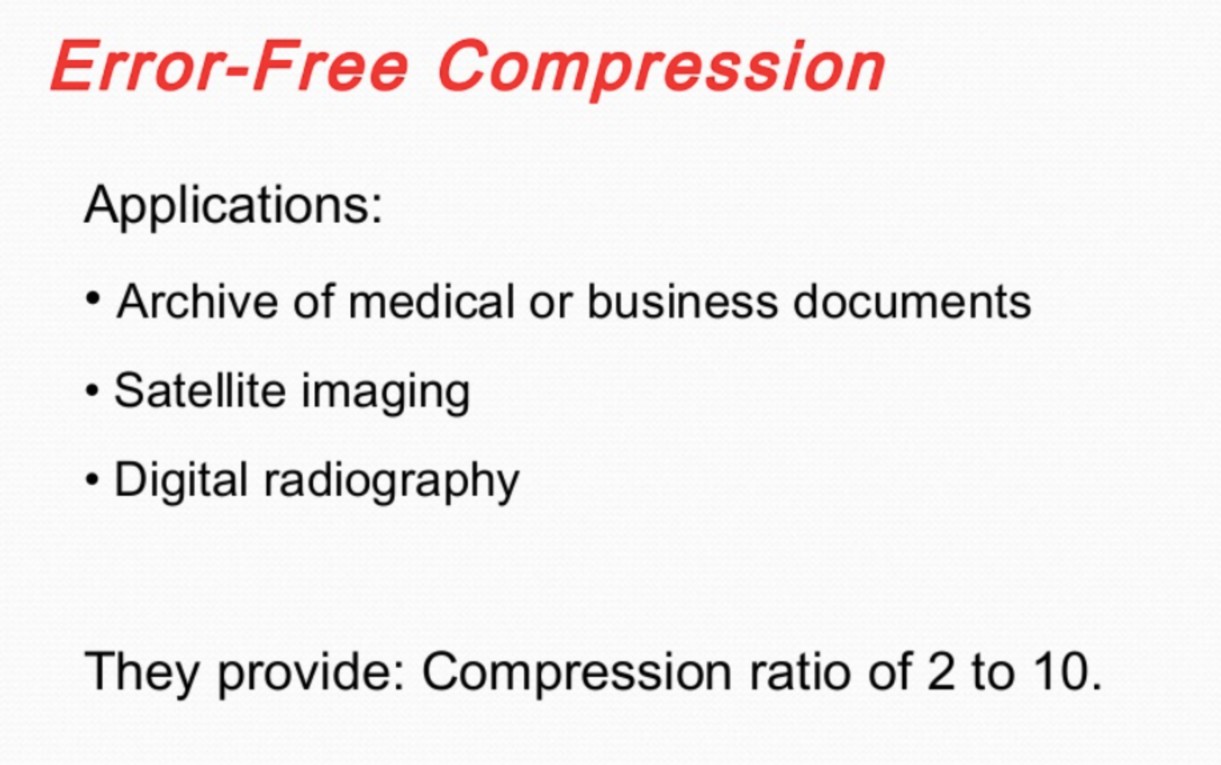 Error-Free Compression
Applications:
• Archive of medical or business documents
• Satellite imaging
• Digital radiography
They provide: Compression ratio of 2 to 10.